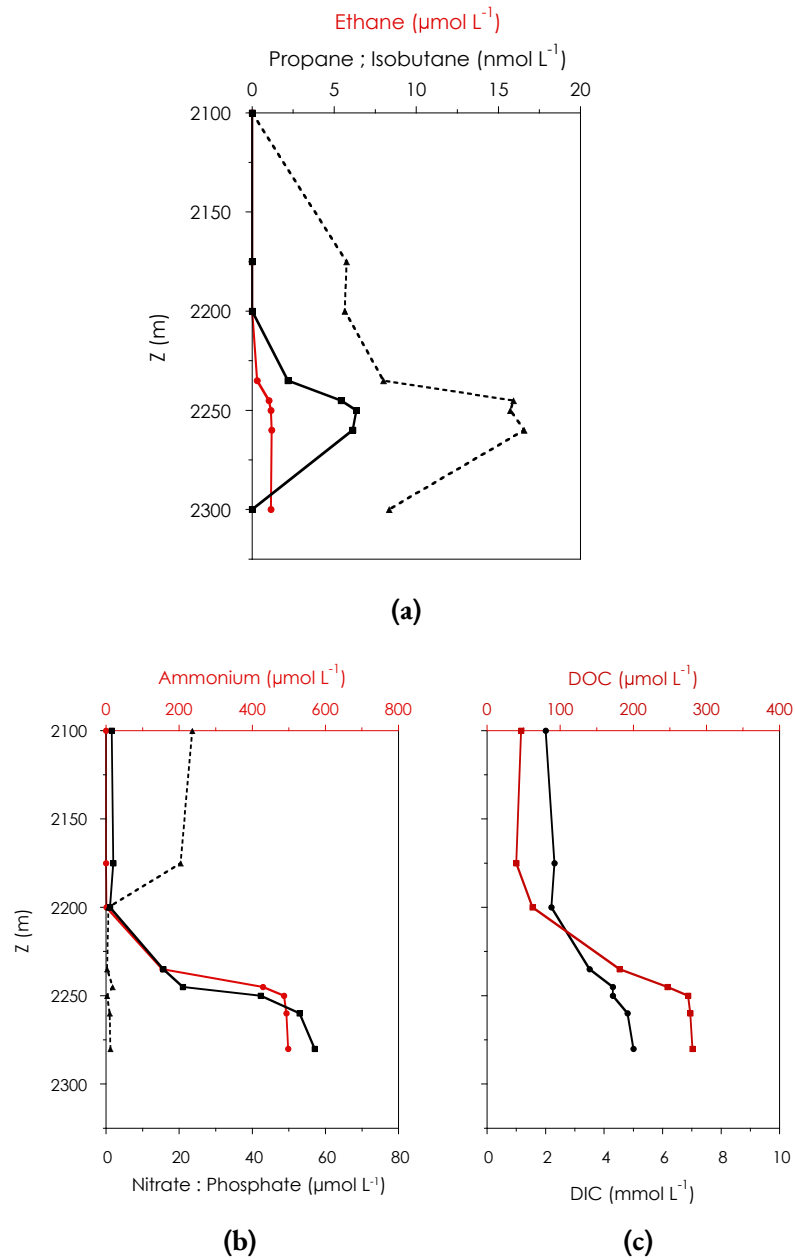 Ethane (µmol L⁻¹)
Propane ; Isobutane (nmol L⁻¹)
0 5 10 15 20
2100
2150
2200
2250
2300
Z (m)
(a)
Ammonium (µmol L⁻¹)
0 200 400 600 800
2100
2150
2200
2250
2300
Z (m)
0 20 40 60 80
Nitrate : Phosphate (µmol L⁻¹)
(b)
DOC (µmol L⁻¹)
0 100 200 300 400
0 2 4 6 8 10
DIC (mmol L⁻¹)
(c)